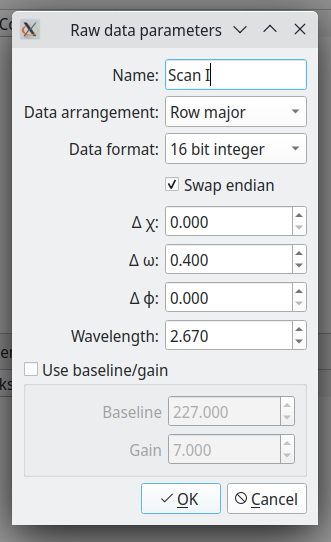 Raw data parameters
Name: Scan I
Data arrangement: Row major
Data format: 16 bit integer
Swap endian
Δ χ: 0.000
Δ ω: 0.400
Δ ϕ: 0.000
Wavelength: 2.670
Use baseline/gain
Baseline 227.000
Gain 7.000
OK Cancel